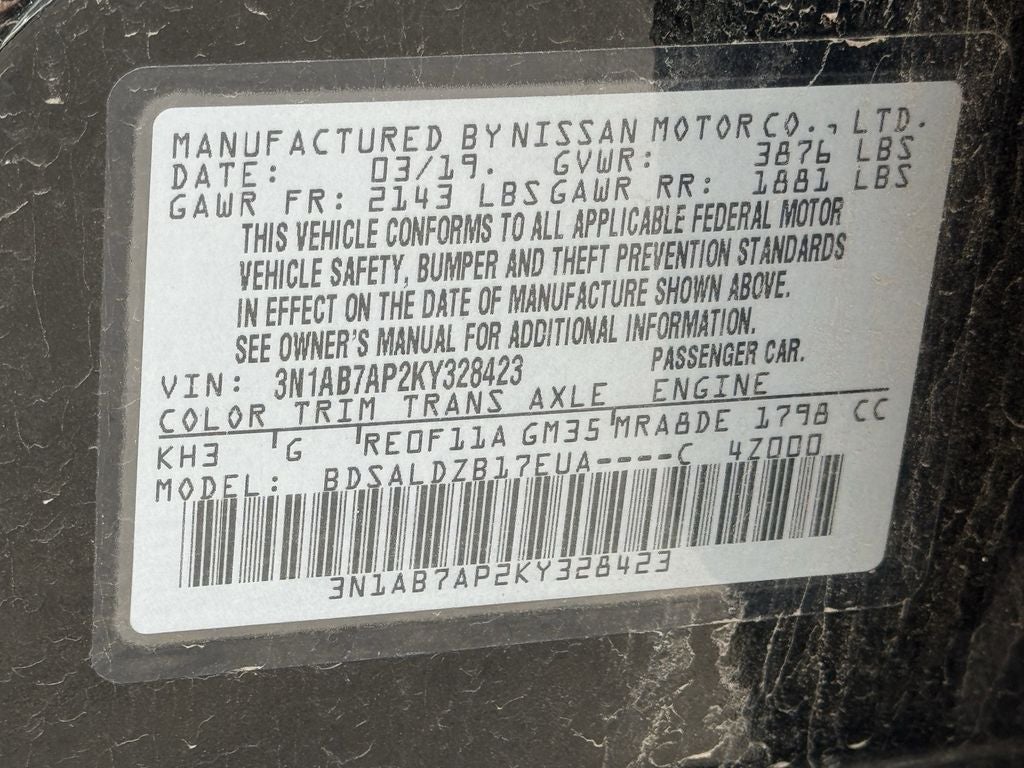 MANUFACTURED BY NISSAN MOTOR CO., LTD.
DATE: 03/19. GVWR: 3876 LBS
GAWR FR: 2143 LBS GAWR RR: 1881 LBS
THIS VEHICLE CONFORMS TO ALL APPLICABLE FEDERAL MOTOR
VEHICLE SAFETY, BUMPER AND THEFT PREVENTION STANDARDS
IN EFFECT ON THE DATE OF MANUFACTURE SHOWN ABOVE.
SEE OWNER'S MANUAL FOR ADDITIONAL INFORMATION.
VIN: 3N1AB7AP2KY328423 PASSENGER CAR.
COLOR TRIM TRANS AXLE ENGINE
KH3 G RE0F11A GM35 MRA8DE 1798 CC
MODEL: BDSALDZB17EUA----C 4Z000
3N1AB7AP2KY328423